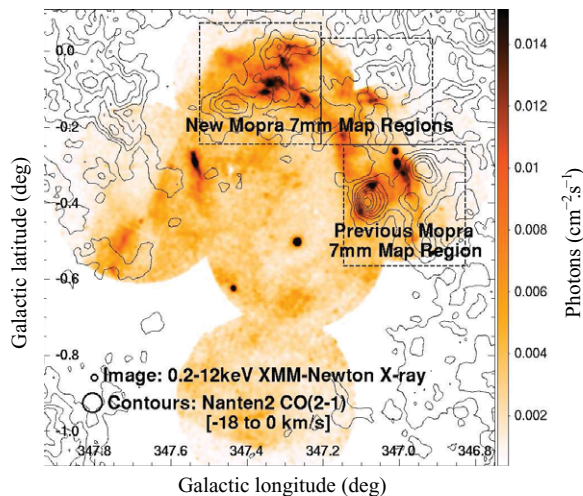 0.0
-0.2
-0.4
-0.6
-0.8
-1.0
Galactic latitude (deg)
New Mopra 7mm Map Regions
Previous Mopra
7mm Map Region
Image: 0.2-12keV XMM-Newton X-ray
Contours: Nanten2 CO(2-1)
[-18 to 0 km/s]
347.8 347.6 347.4 347.2 347.0 346.8
Galactic longitude (deg)
0.014
0.012
0.010
0.008
0.006
0.004
0.002
Photons (cm⁻².s⁻¹)